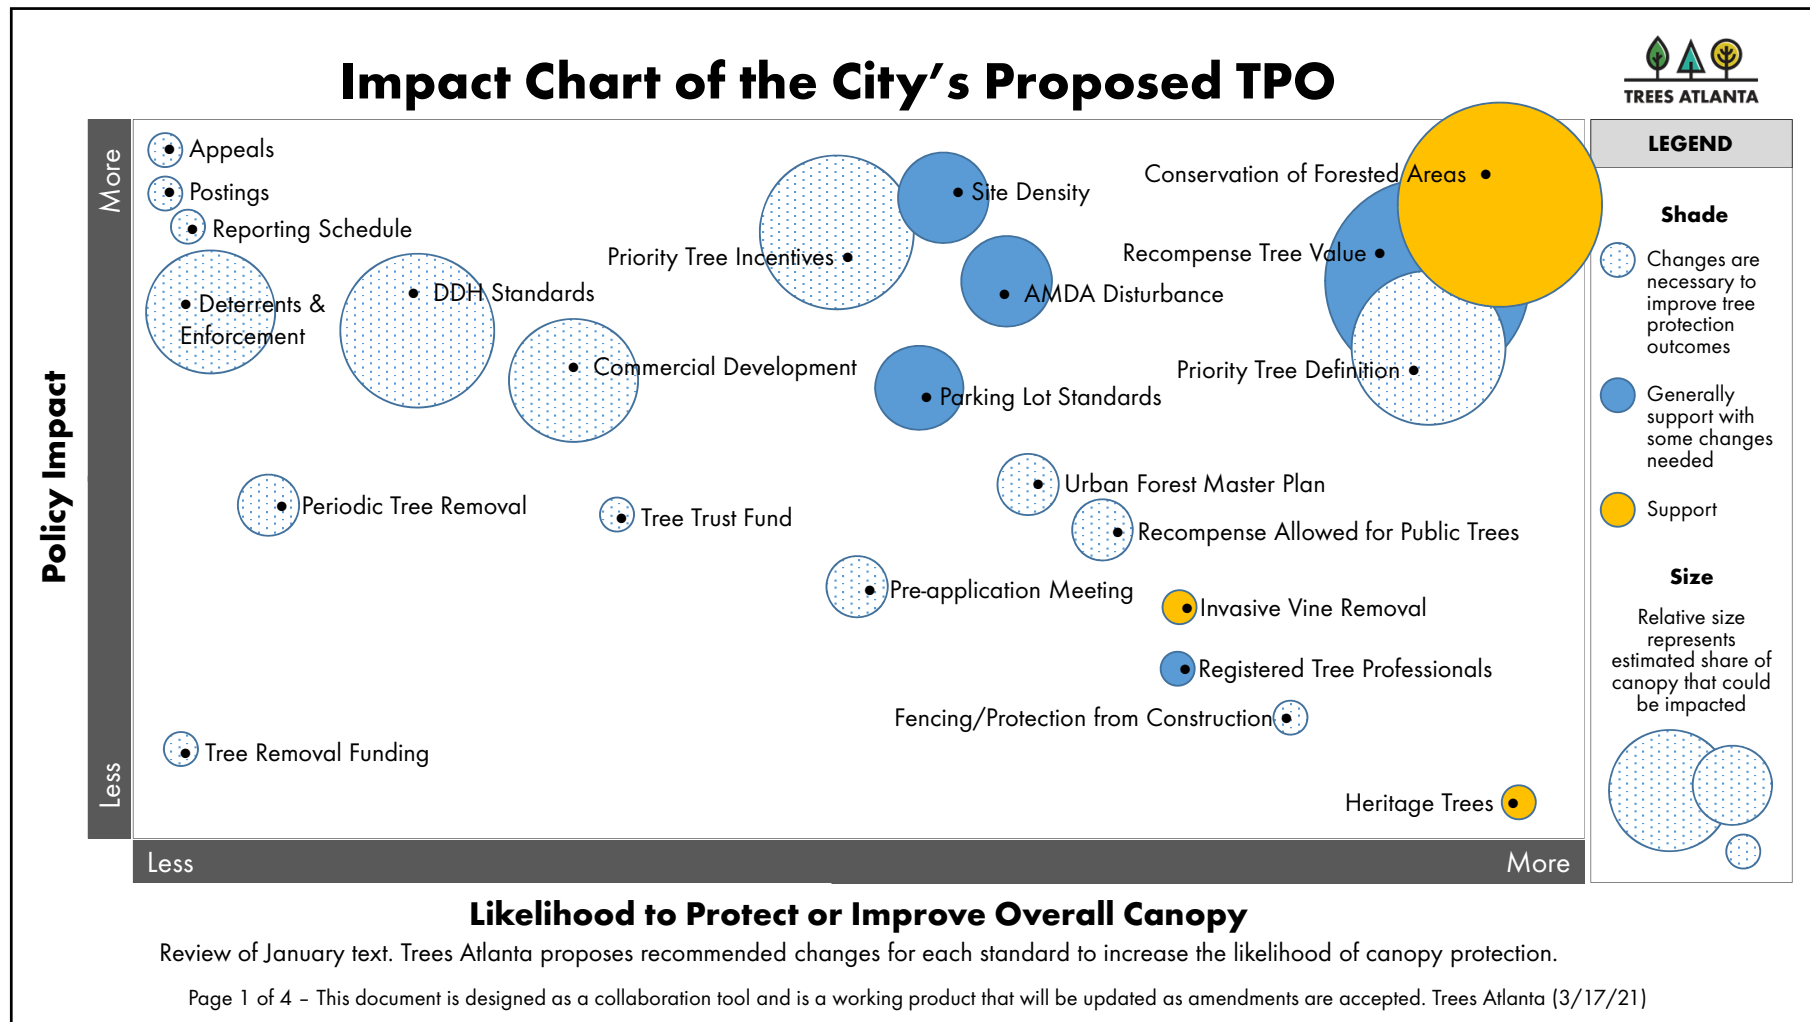 Impact Chart of the City's Proposed TPO
TREES ATLANTA
More
Less
Policy Impact
Appeals
Postings
Reporting Schedule
Deterrents &
Enforcement
DDH Standards
Commercial Development
Priority Tree Incentives
Site Density
AMDA Disturbance
Parking Lot Standards
Conservation of Forested Areas
Recompense Tree Value
Priority Tree Definition
Periodic Tree Removal
Tree Trust Fund
Urban Forest Master Plan
Recompense Allowed for Public Trees
Pre-application Meeting
Invasive Vine Removal
Registered Tree Professionals
Fencing/Protection from Construction
Tree Removal Funding
Heritage Trees
LEGEND
Shade
Changes are
necessary to
improve tree
protection
outcomes
Generally
support with
some changes
needed
Support
Size
Relative size
represents
estimated share of
canopy that could
be impacted
Less
More
Likelihood to Protect or Improve Overall Canopy
Review of January text. Trees Atlanta proposes recommended changes for each standard to increase the likelihood of canopy protection.
Page 1 of 4 – This document is designed as a collaboration tool and is a working product that will be updated as amendments are accepted. Trees Atlanta (3/17/21)